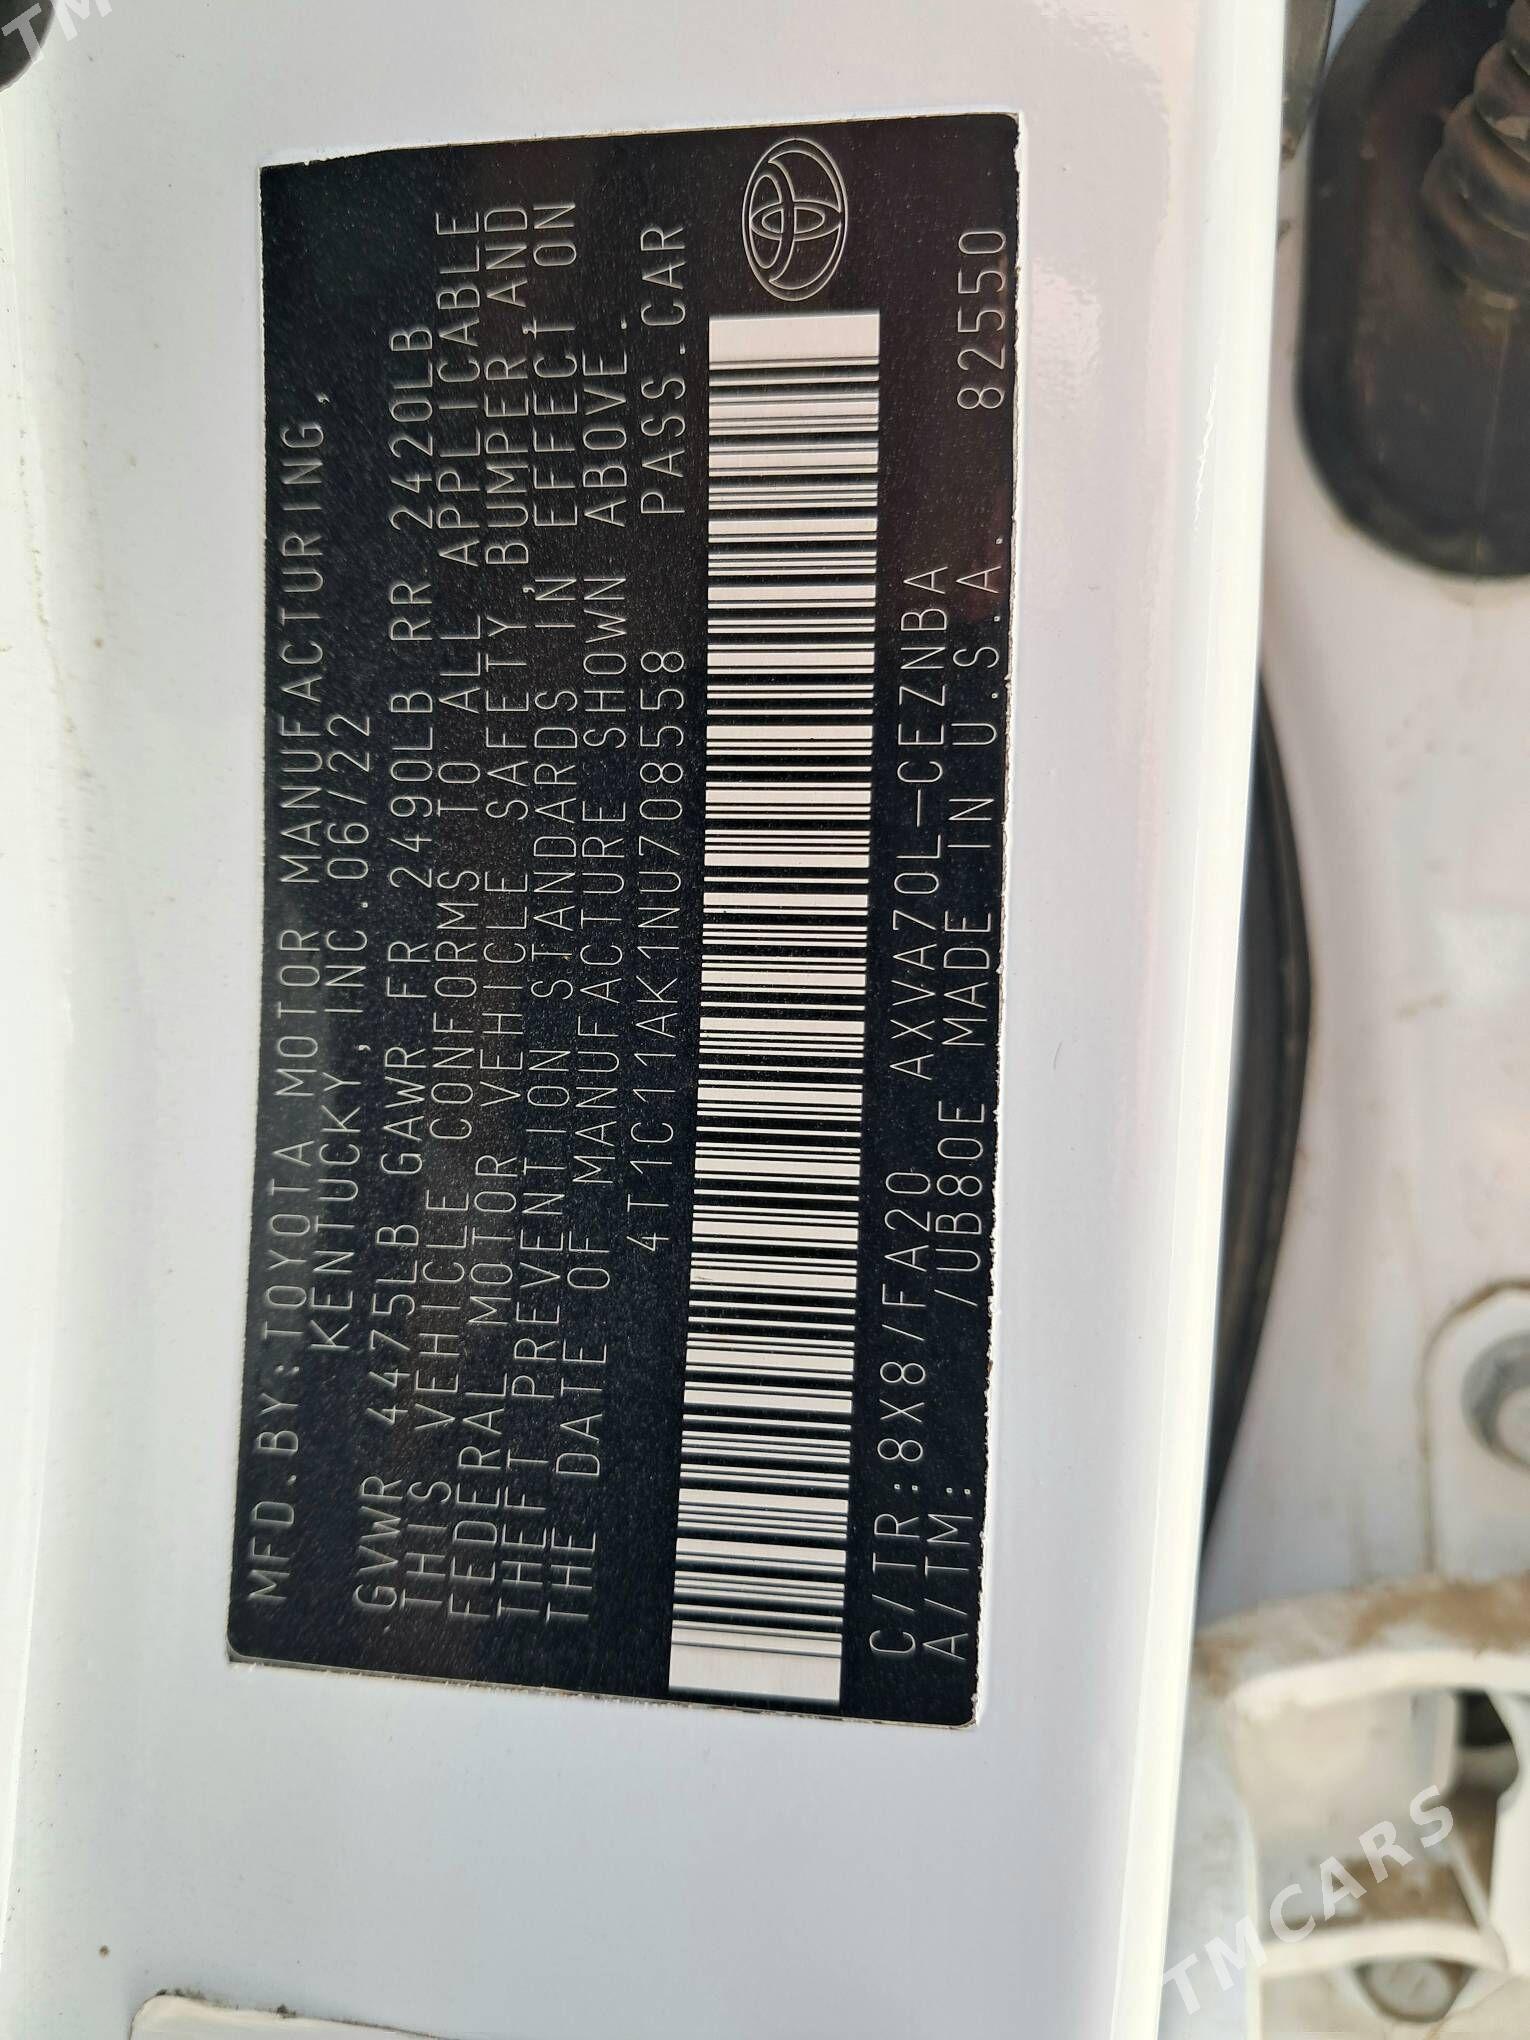 MFD.BY:TOYOTA MOTOR MANUFACTURING,
KENTUCKY, INC.06/22
GVWR 4475LB GAWR FR 2490LB RR 2420LB
THIS VEHICLE CONFORMS TO ALL APPLICABLE
FEDERAL MOTOR VEHICLE SAFETY, BUMPER AND
THEFT PREVENTION STANDARDS IN EFFECT ON
THE DATE OF MANUFACTURE SHOWN ABOVE.
4T1C11AK1NU708558 PASS.CAR
C/TR:8X8/FA20 AXVA70L-CEZNBA
A/TM: /UB80E MADE IN U.S.A. 82550
TMCARS